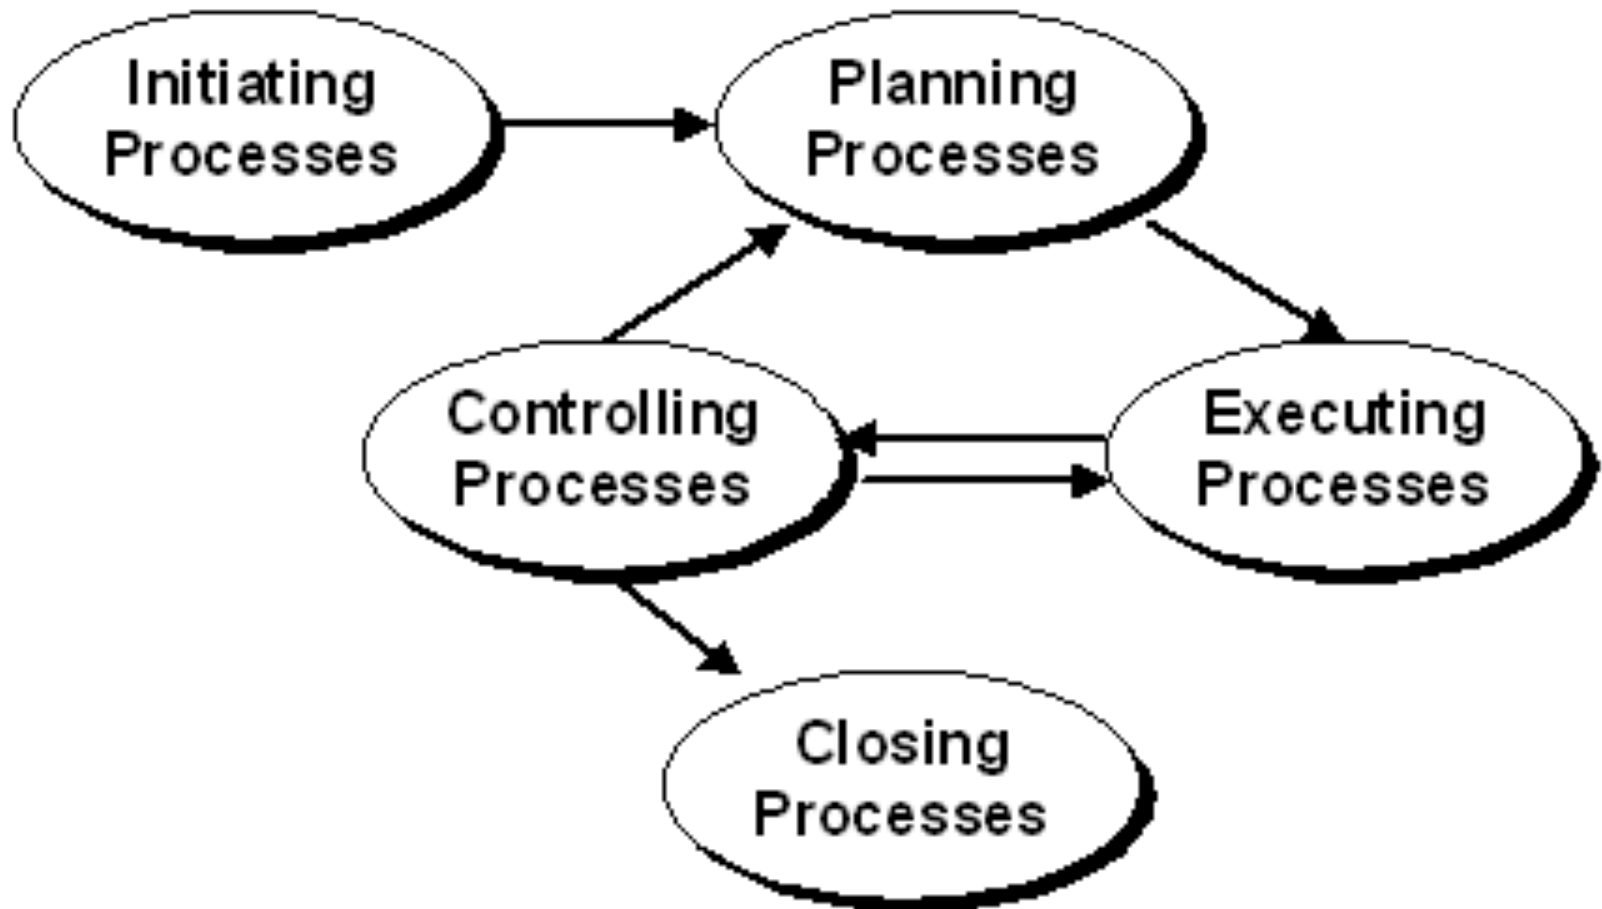 Initiating
Processes
Planning
Processes
Controlling
Processes
Executing
Processes
Closing
Processes